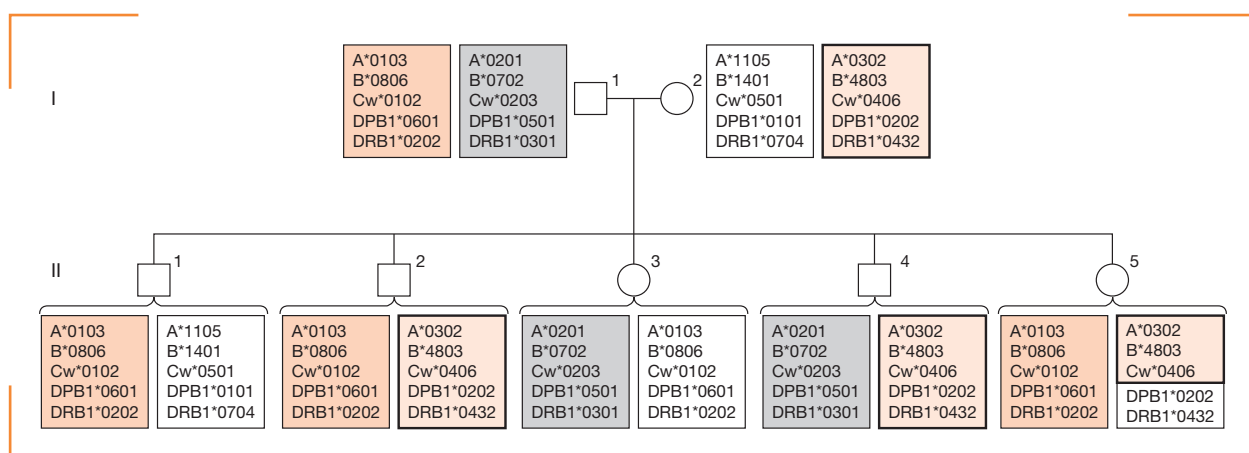 I
A*0103
B*0806
Cw*0102
DPB1*0601
DRB1*0202
A*0201
B*0702
Cw*0203
DPB1*0501
DRB1*0301
1
2
A*1105
B*1401
Cw*0501
DPB1*0101
DRB1*0704
A*0302
B*4803
Cw*0406
DPB1*0202
DRB1*0432
II
1
2
3
4
5
A*0103
B*0806
Cw*0102
DPB1*0601
DRB1*0202
A*1105
B*1401
Cw*0501
DPB1*0101
DRB1*0704
A*0103
B*0806
Cw*0102
DPB1*0601
DRB1*0202
A*0302
B*4803
Cw*0406
DPB1*0202
DRB1*0432
A*0201
B*0702
Cw*0203
DPB1*0501
DRB1*0301
A*0103
B*0806
Cw*0102
DPB1*0601
DRB1*0202
A*0201
B*0702
Cw*0203
DPB1*0501
DRB1*0301
A*0302
B*4803
Cw*0406
DPB1*0202
DRB1*0432
A*0103
B*0806
Cw*0102
DPB1*0601
DRB1*0202
A*0302
B*4803
Cw*0406
DPB1*0202
DRB1*0432